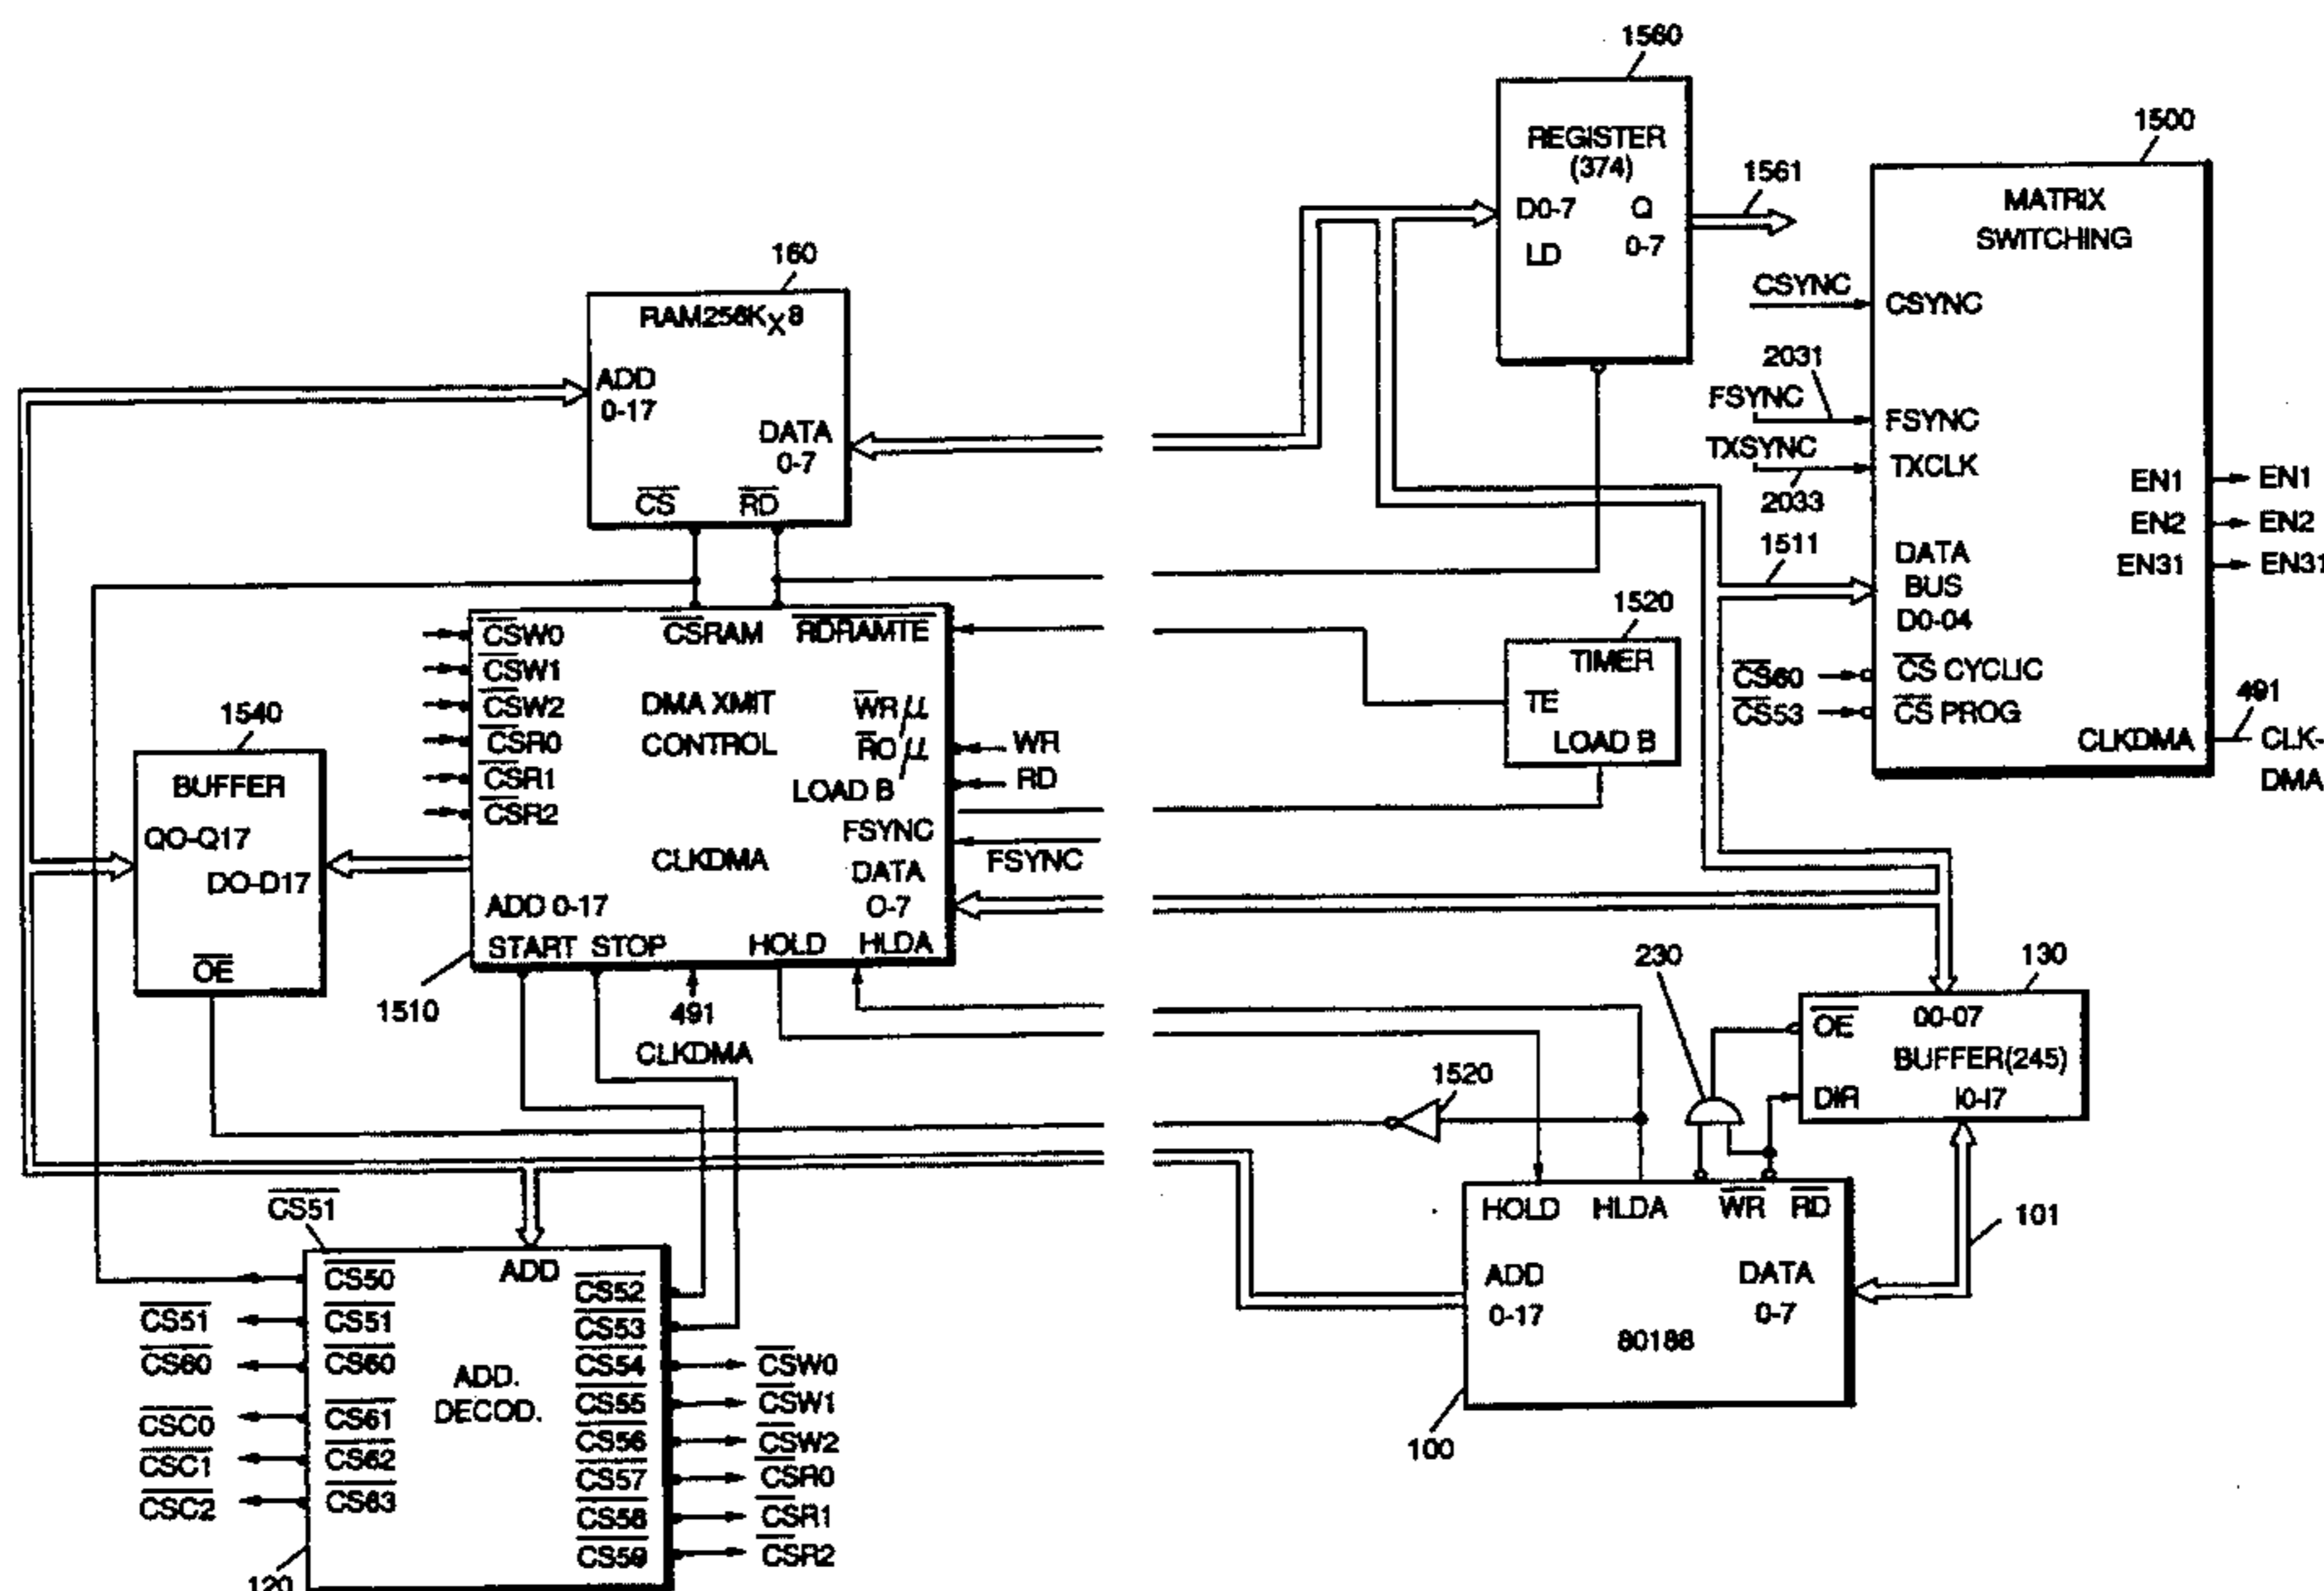 1560
REGISTER
(374)
D0-7 Q
LD 0-7
1561
1500
MATRIX
SWITCHING
CSYNC
CSYNC
2031
FSYNC
FSYNC
TXSYNC
TXCLK
2033
EN1 EN1
EN2 EN2
EN31 EN31
1511
DATA
BUS
D0-04
CS60
CS CYCLIC
CS53
CS PROG
491
CLKDMA CLK-
DMA
160
RAM256KX8
ADD
0-17
DATA
0-7
CS RD
CSW0
CSW1
CSW2
CSR0
CSR1
CSR2
CSRAM RDRAMTE
DMA XMIT
CONTROL
WRµ
ROµ
WR
RD
LOAD B
FSYNC
FSYNC
CLKDMA
DATA
0-7
ADD 0-17
START STOP HOLD HLDA
1510
491
CLKDMA
1520
TIMER
TE
LOAD B
1540
BUFFER
QO-Q17
DO-D17
OE
230
130
OE 00-07
BUFFER(245)
DIR I0-I7
1520
101
HOLD HLDA WR RD
ADD
0-17
DATA
0-7
80188
100
CS51
ADD
CS50
CS51 CS51
CS60 CS60
CSC0 CS61
CSC1 CS62
CSC2 CS63
ADD.
DECOD.
CS52
CS53
CS54 CSW0
CS55 CSW1
CS56 CSW2
CS57 CSR0
CS58 CSR1
CS59 CSR2
120